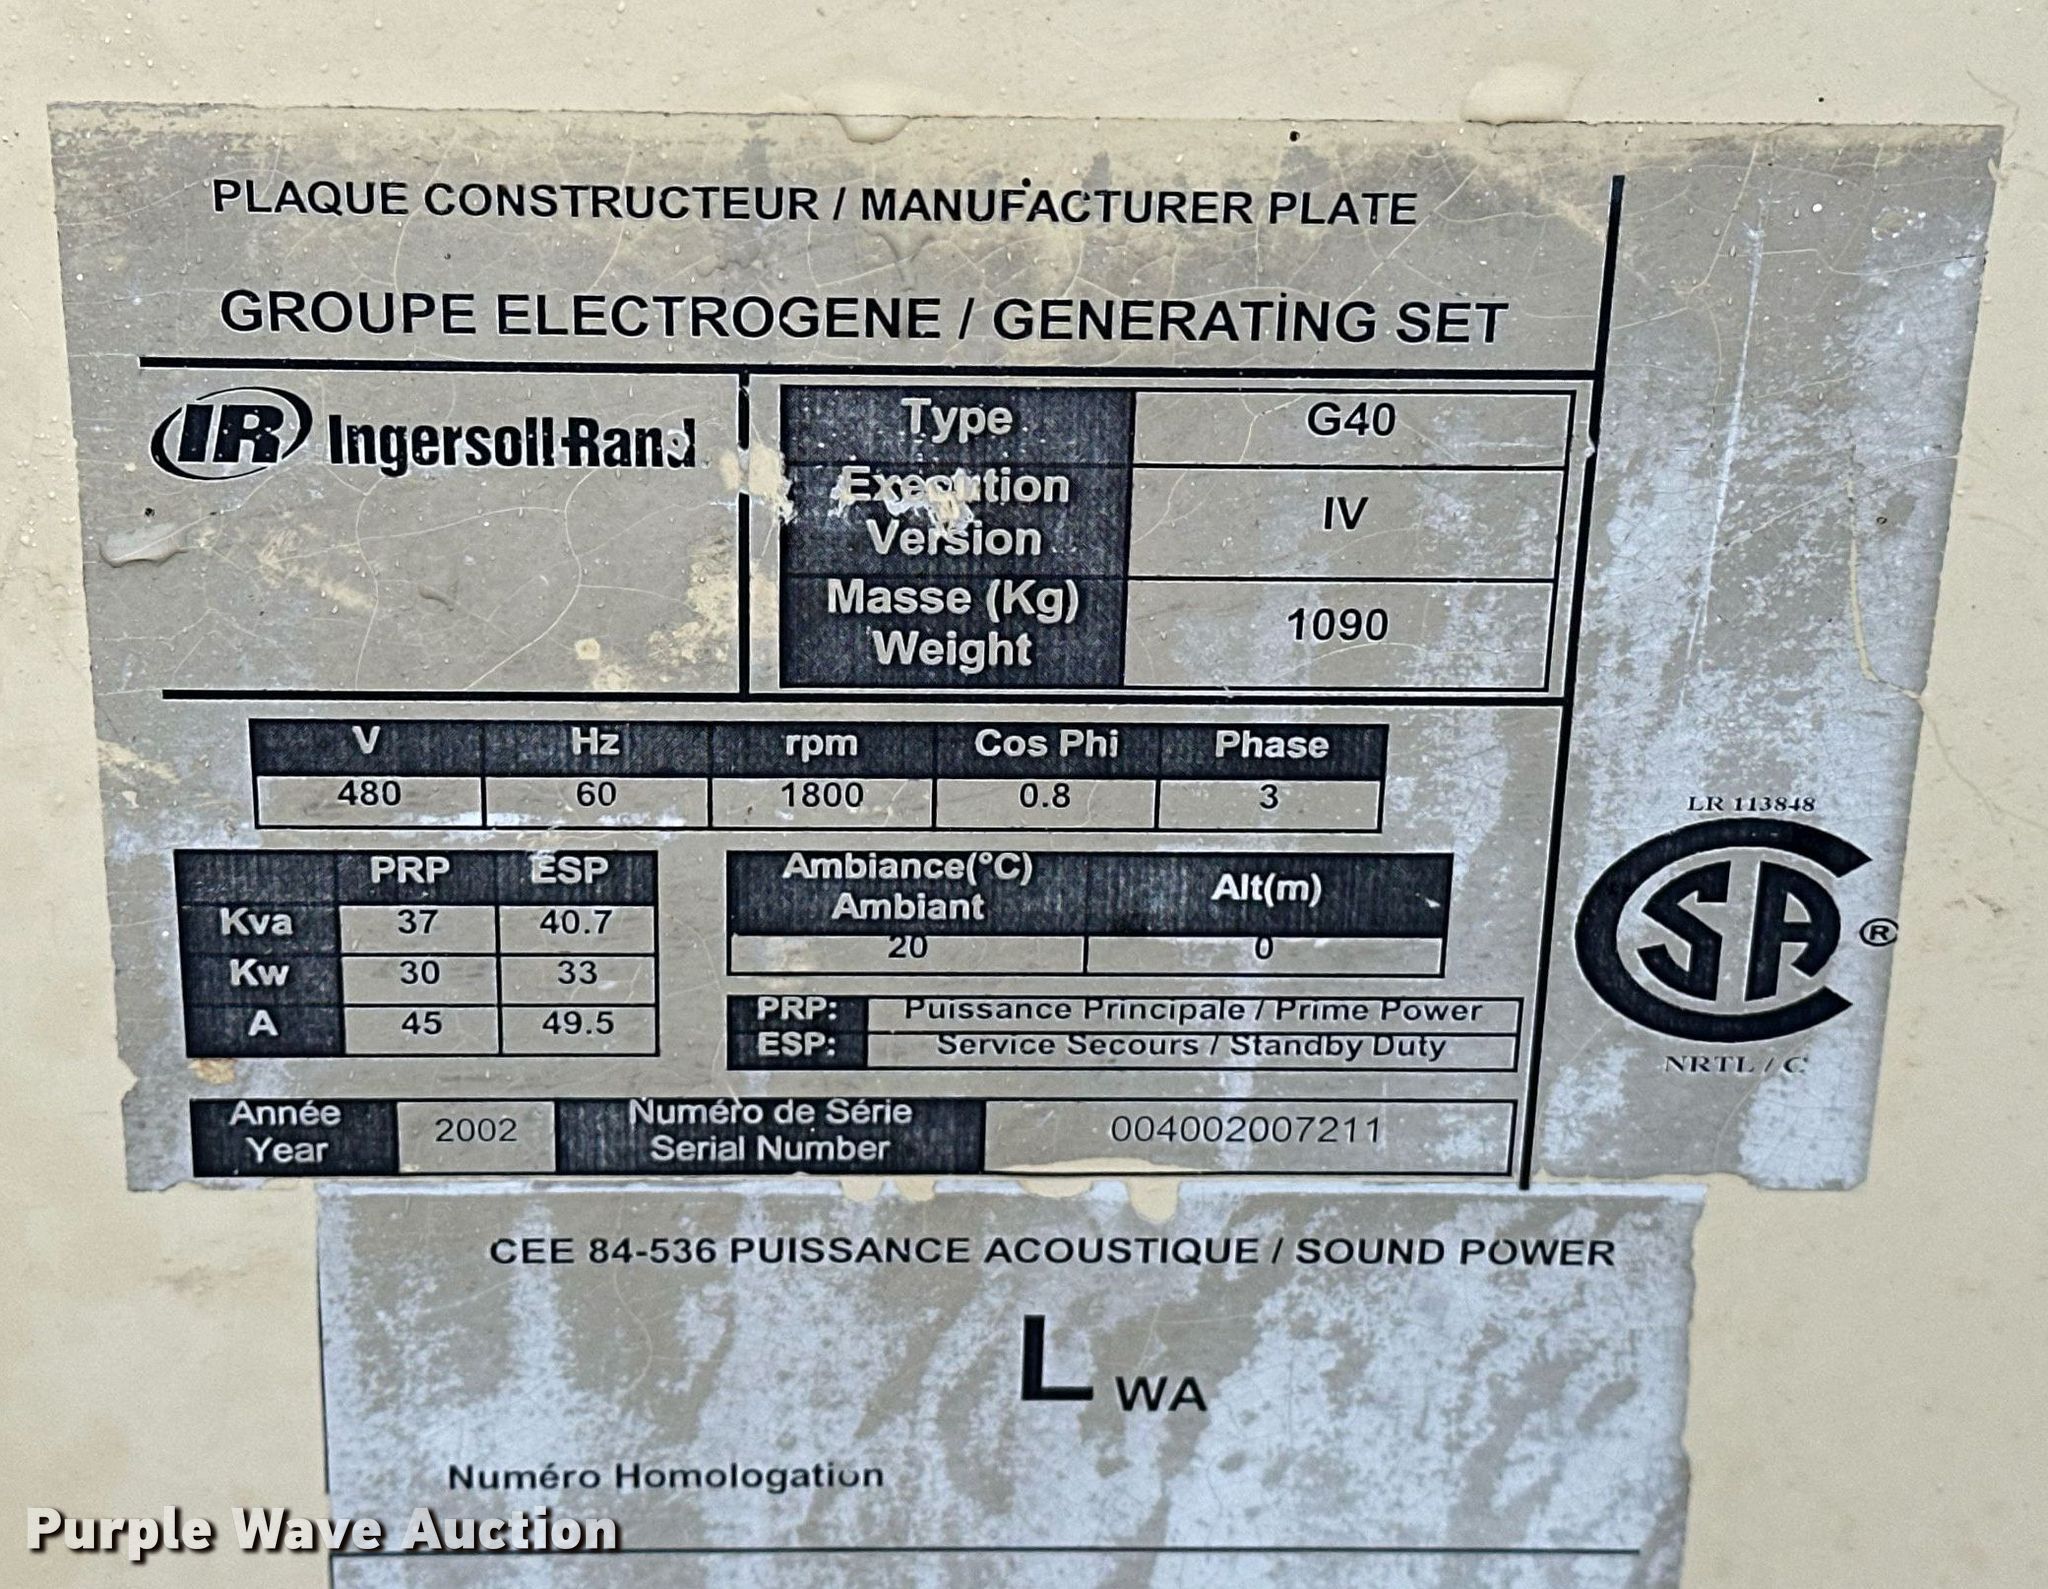 PLAQUE CONSTRUCTEUR / MANUFACTURER PLATE
GROUPE ELECTROGENE / GENERATING SET
IR Ingersoll-Rand
Type G40
Execution
Version IV
Masse (Kg)
Weight 1090
V Hz rpm Cos Phi Phase
480 60 1800 0.8 3
PRP ESP
Kva 37 40.7
Kw 30 33
A 45 49.5
Ambiance(°C)
Ambiant Alt(m)
20 0
PRP: Puissance Principale / Prime Power
ESP: Service Secours / Standby Duty
Année
Year 2002
Numéro de Série
Serial Number 004002007211
LR 113848
CSA ®
NRTL / C
CEE 84-536 PUISSANCE ACOUSTIQUE / SOUND POWER
L WA
Numéro Homologation
Purple Wave Auction